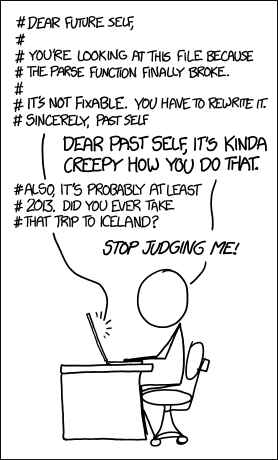 # DEAR FUTURE SELF,
#
# YOU'RE LOOKING AT THIS FILE BECAUSE
# THE PARSE FUNCTION FINALLY BROKE.
#
# IT'S NOT FIXABLE. YOU HAVE TO REWRITE IT.
# SINCERELY, PAST SELF
DEAR PAST SELF, IT'S KINDA
CREEPY HOW YOU DO THAT.
# ALSO, IT'S PROBABLY AT LEAST
# 2013. DID YOU EVER TAKE
# THAT TRIP TO ICELAND?
STOP JUDGING ME!